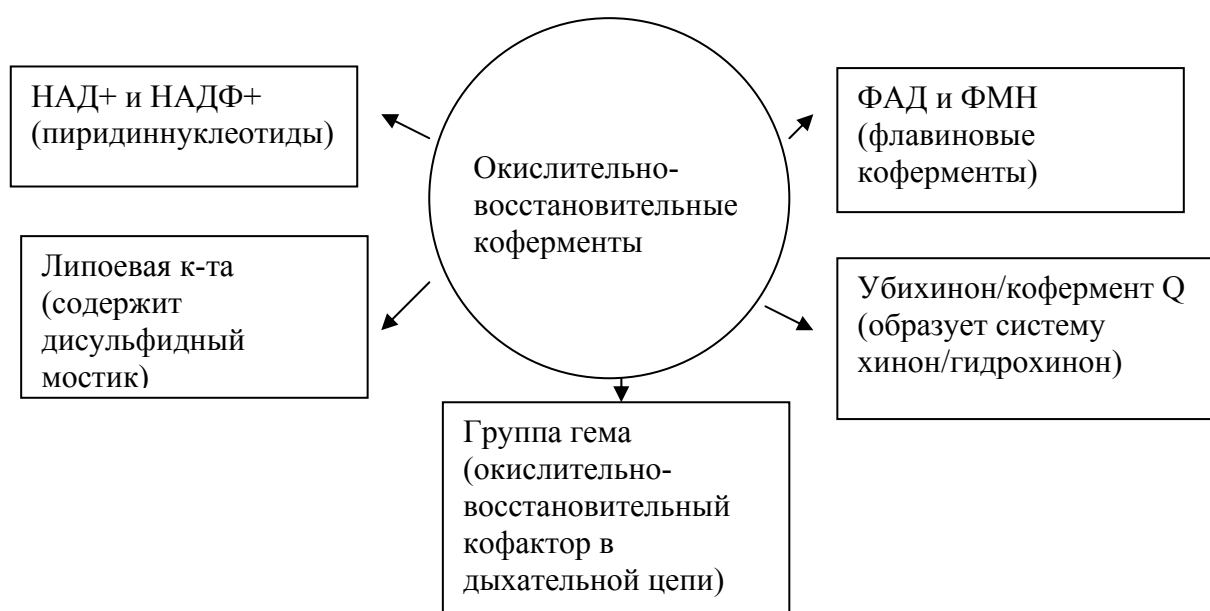 НАД+ и НАДФ+
(пиридиннуклеотиды)
ФАД и ФМН
(флавиновые
коферменты)
Окислительно-
восстановительные
коферменты
Липоевая к-та
(содержит
дисульфидный
мостик)
Убихинон/кофермент Q
(образует систему
хинон/гидрохинон)
Группа гема
(окислительно-
восстановительный
кофактор в
дыхательной цепи)